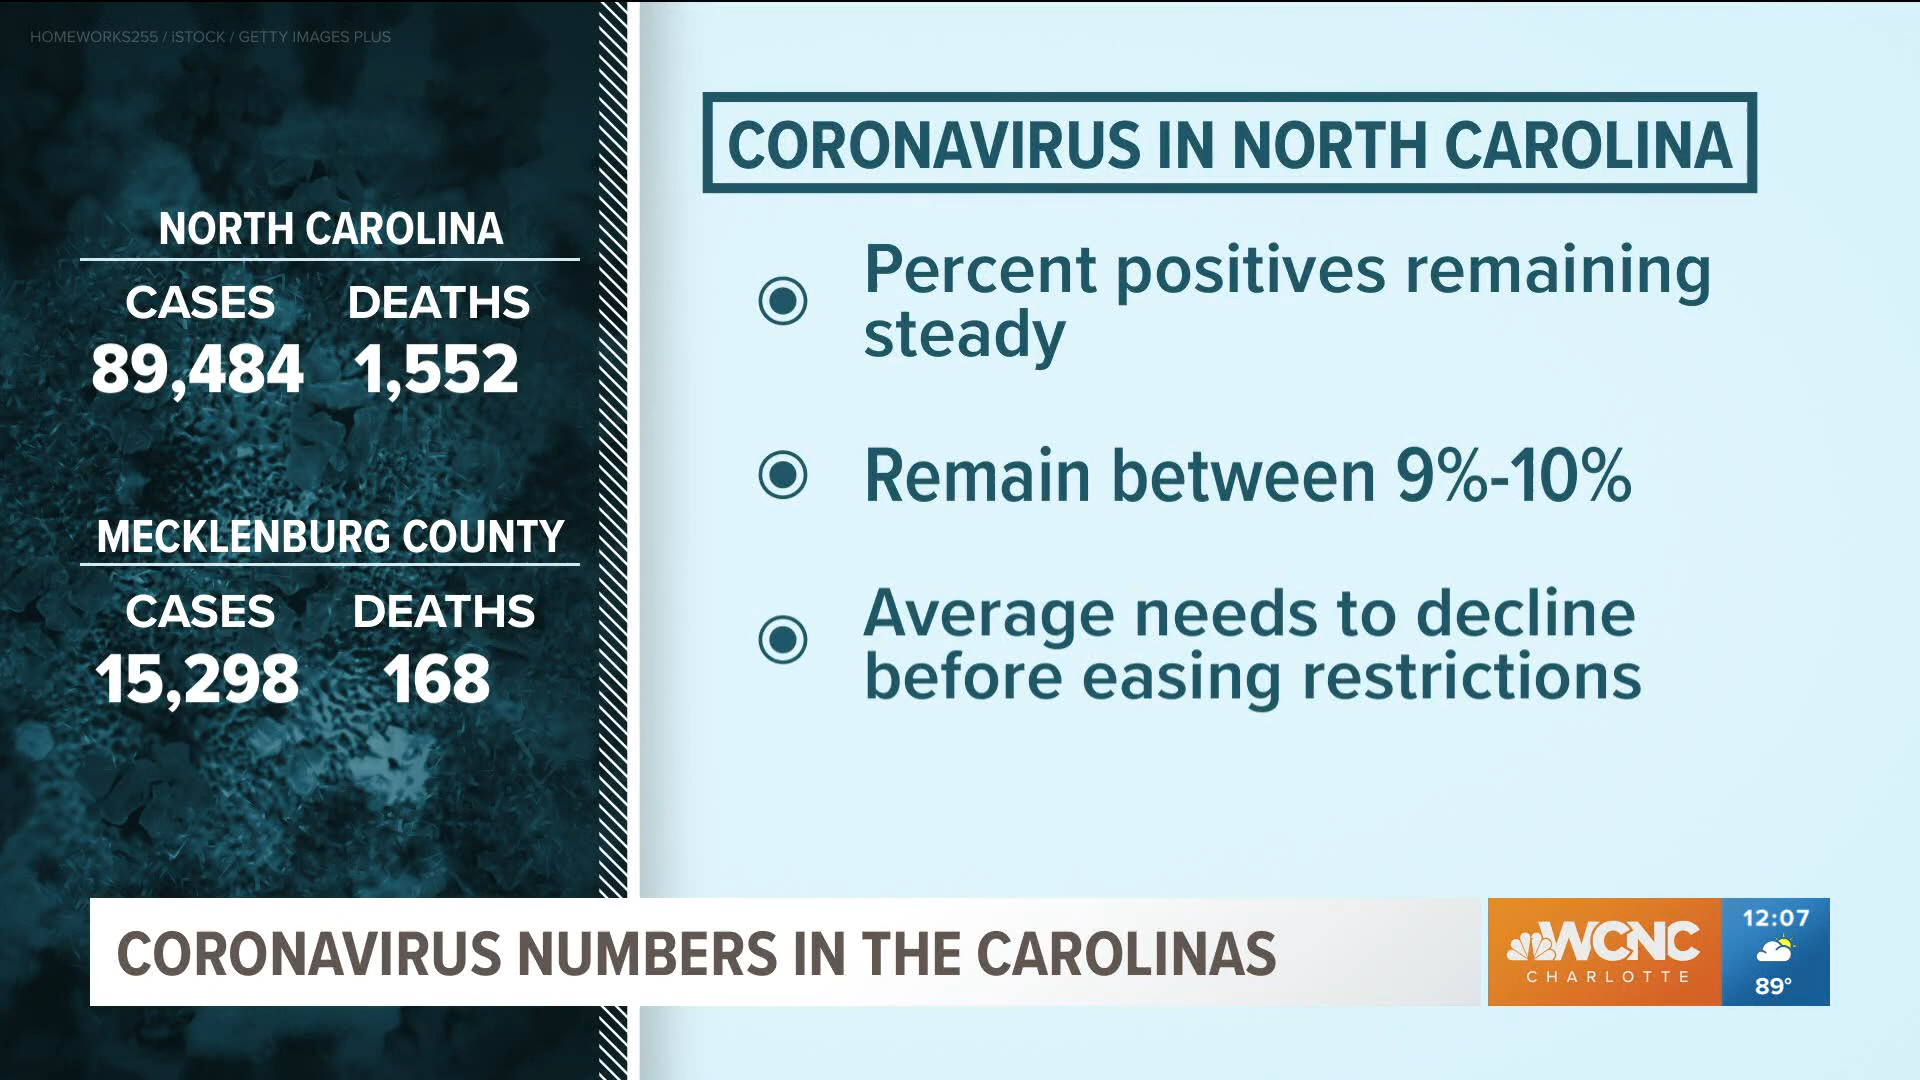 HOMEWORKS255 / iSTOCK / GETTY IMAGES PLUS
NORTH CAROLINA
CASES DEATHS
89,484 1,552
MECKLENBURG COUNTY
CASES DEATHS
15,298 168
CORONAVIRUS IN NORTH CAROLINA
Percent positives remaining
steady
Remain between 9%-10%
Average needs to decline
before easing restrictions
CORONAVIRUS NUMBERS IN THE CAROLINAS
WCNC
CHARLOTTE
12:07
89°